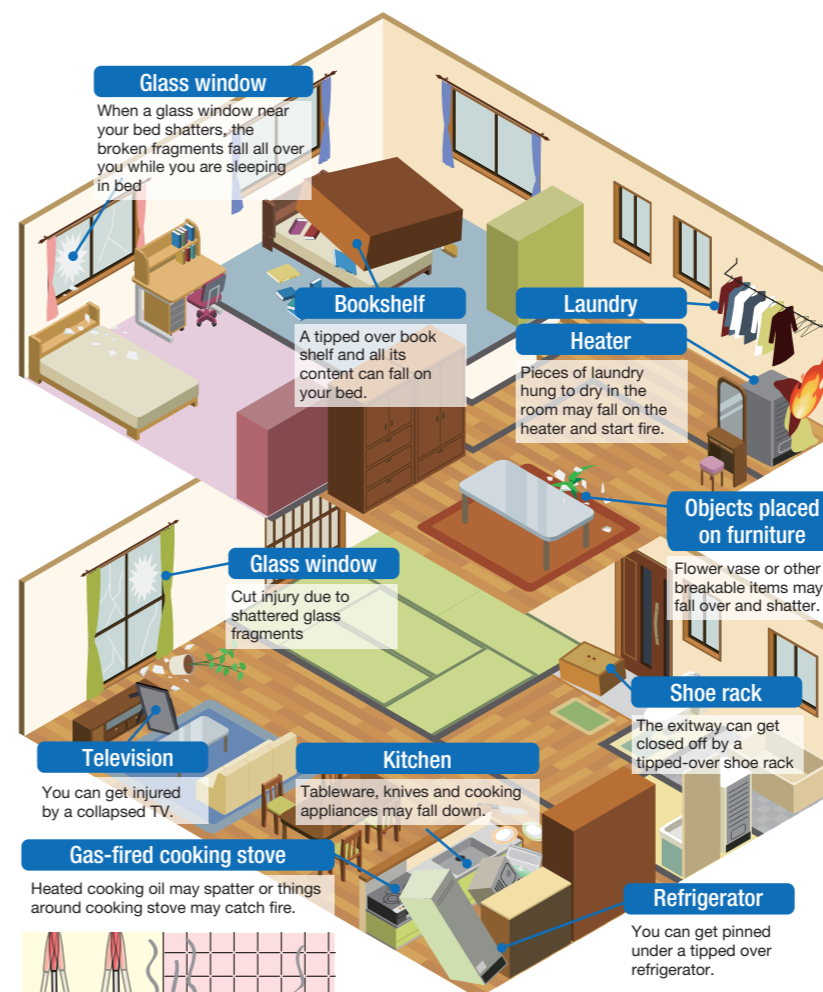 Glass window
When a glass window near
your bed shatters, the
broken fragments fall all over
you while you are sleeping
in bed
Bookshelf
A tipped over book
shelf and all its
content can fall on
your bed.
Laundry
Heater
Pieces of laundry
hung to dry in the
room may fall on the
heater and start fire.
Objects placed
on furniture
Flower vase or other
breakable items may
fall over and shatter.
Glass window
Cut injury due to
shattered glass
fragments
Shoe rack
The exitway can get
closed off by a
tipped-over shoe rack
Television
You can get injured
by a collapsed TV.
Kitchen
Tableware, knives and cooking
appliances may fall down.
Gas-fired cooking stove
Heated cooking oil may spatter or things
around cooking stove may catch fire.
Refrigerator
You can get pinned
under a tipped over
refrigerator.